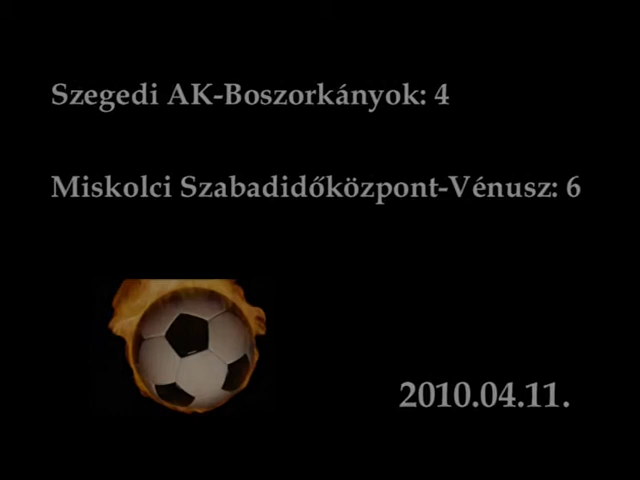 Szegedi AK-Boszorkányok: 4
Miskolci Szabadidőközpont-Vénusz: 6
2010.04.11.